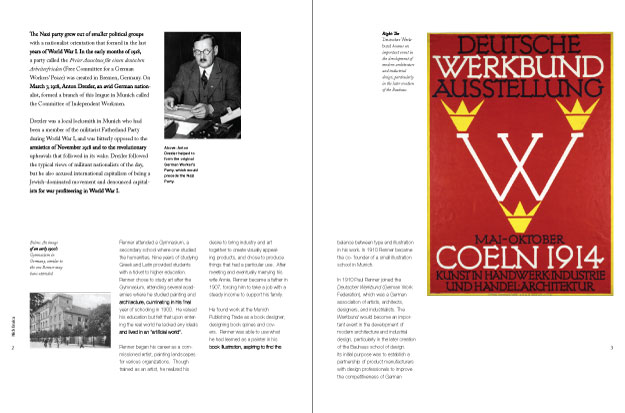 The Nazi party grew out of smaller political groups
with a nationalist orientation that formed in the last
years of World War I. In the early months of 1918,
a party called the Freier Ausschuss für einen deutschen
Arbeiterfrieden (Free Committee for a German
Workers' Peace) was created in Bremen, Germany. On
March 7, 1918, Anton Drexler, an avid German nation-
alist, formed a branch of this league in Munich called
the Committee of Independent Workmen.
Drexler was a local locksmith in Munich who had
been a member of the militarist Fatherland Party
during World War I, and was bitterly opposed to the
armistice of November 1918 and to the revolutionary
upheavals that followed in its wake. Drexler followed
the typical views of militant nationalists of the day,
but he also accused international capitalism of being a
Jewish-dominated movement and denounced capital-
ists for war profiteering in World War I.
Above: Anton
Drexler helped to
form the original
German Worker's
Party, which would
precede the Nazi
Party.
Below: An image
of an early 1900's
Gymnasium in
Germany, similar to
the one Renner may
have attended
Renner attended a Gymnasium, a
secondary school where one studied
the humanities. Nine years of studying
Greek and Latin provided students
with a ticket to higher education.
Renner chose to study art after the
Gymnasium, attending several acad-
emies where he studied painting and
architecture, culminating in his final
year of schooling in 1900. He valued
his education but felt that upon enter-
ing the real world he lacked any ideals
and lived in an "artificial world".
Renner began his career as a com-
missioned artist, painting landscapes
for various organizations. Though
trained as an artist, he realized his
desire to bring industry and art
together to create visually appeal-
ing products, and chose to produce
things that had a particular use. After
meeting and eventually marrying his
wife Annie, Renner became a father in
1907, forcing him to take a job with a
steady income to support his family.
He found work at the Munich
Publishing Trade as a book designer,
designing book spines and cov-
ers. Renner was able to use what
he had learned as a painter in his
book illustration, aspiring to find the
2
Right: The
Deutscher Werk-
bund became an
important event in
the development of
modern architecture
and industrial
design, particularly
in the later creation
of the Bauhaus.
DEUTSCHE
WERKBUND
AUSSTELLUNG
W
MAI-OKTOBER
COELN 1914
KUNST IN HANDWERK·INDUSTRIE
UND HANDEL·ARCHITEKTUR
balance between type and illustration
in his work. In 1910 Renner became
the co-founder of a small illustration
school in Munich.
In 1910 Paul Renner joined the
Deutscher Werkbund (German Work
Federation), which was a German
association of artists, architects,
designers, and industrialists. The
Werkbund would become an impor-
tant event in the development of
modern architecture and industrial
design, particularly in the later creation
of the Bauhaus school of design.
Its initial purpose was to establish a
partnership of product manufacturers
with design professionals to improve
the competitiveness of German
3